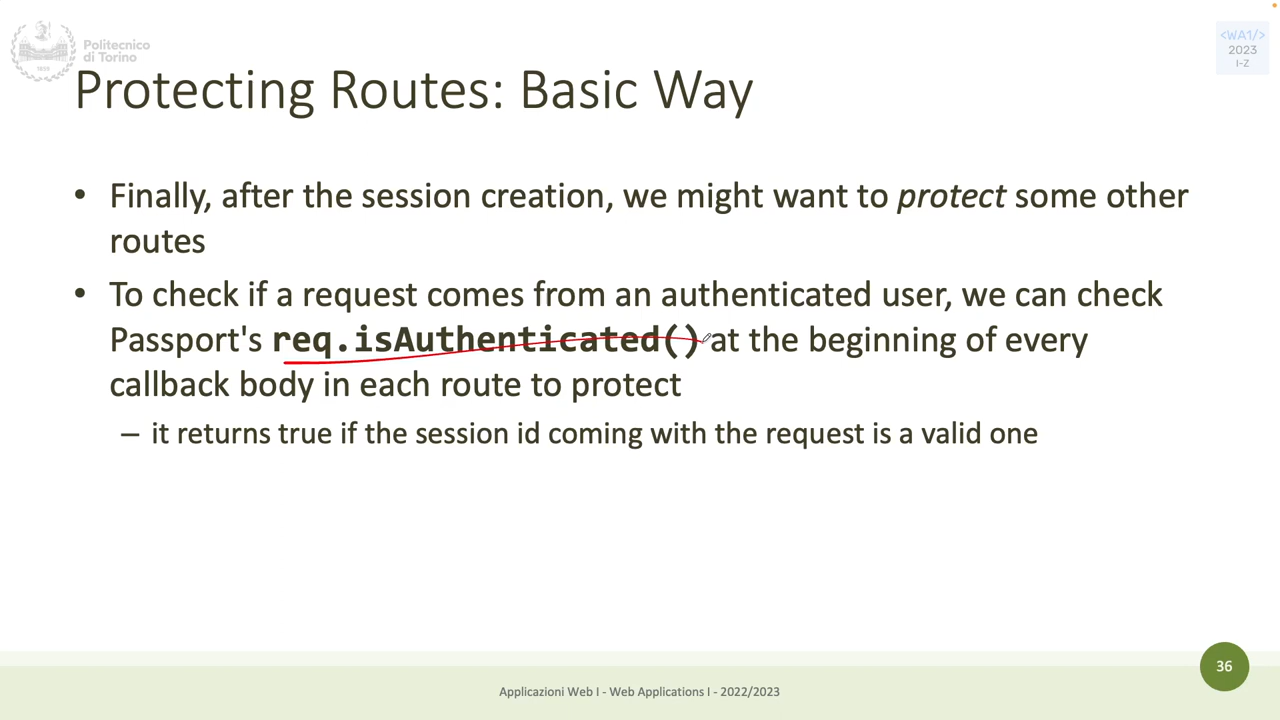 Politecnico
di Torino
<WA1/>
2023
I-Z
Protecting Routes: Basic Way
• Finally, after the session creation, we might want to protect some other
routes
• To check if a request comes from an authenticated user, we can check
Passport's req.isAuthenticated() at the beginning of every
callback body in each route to protect
– it returns true if the session id coming with the request is a valid one
36
Applicazioni Web I - Web Applications I - 2022/2023